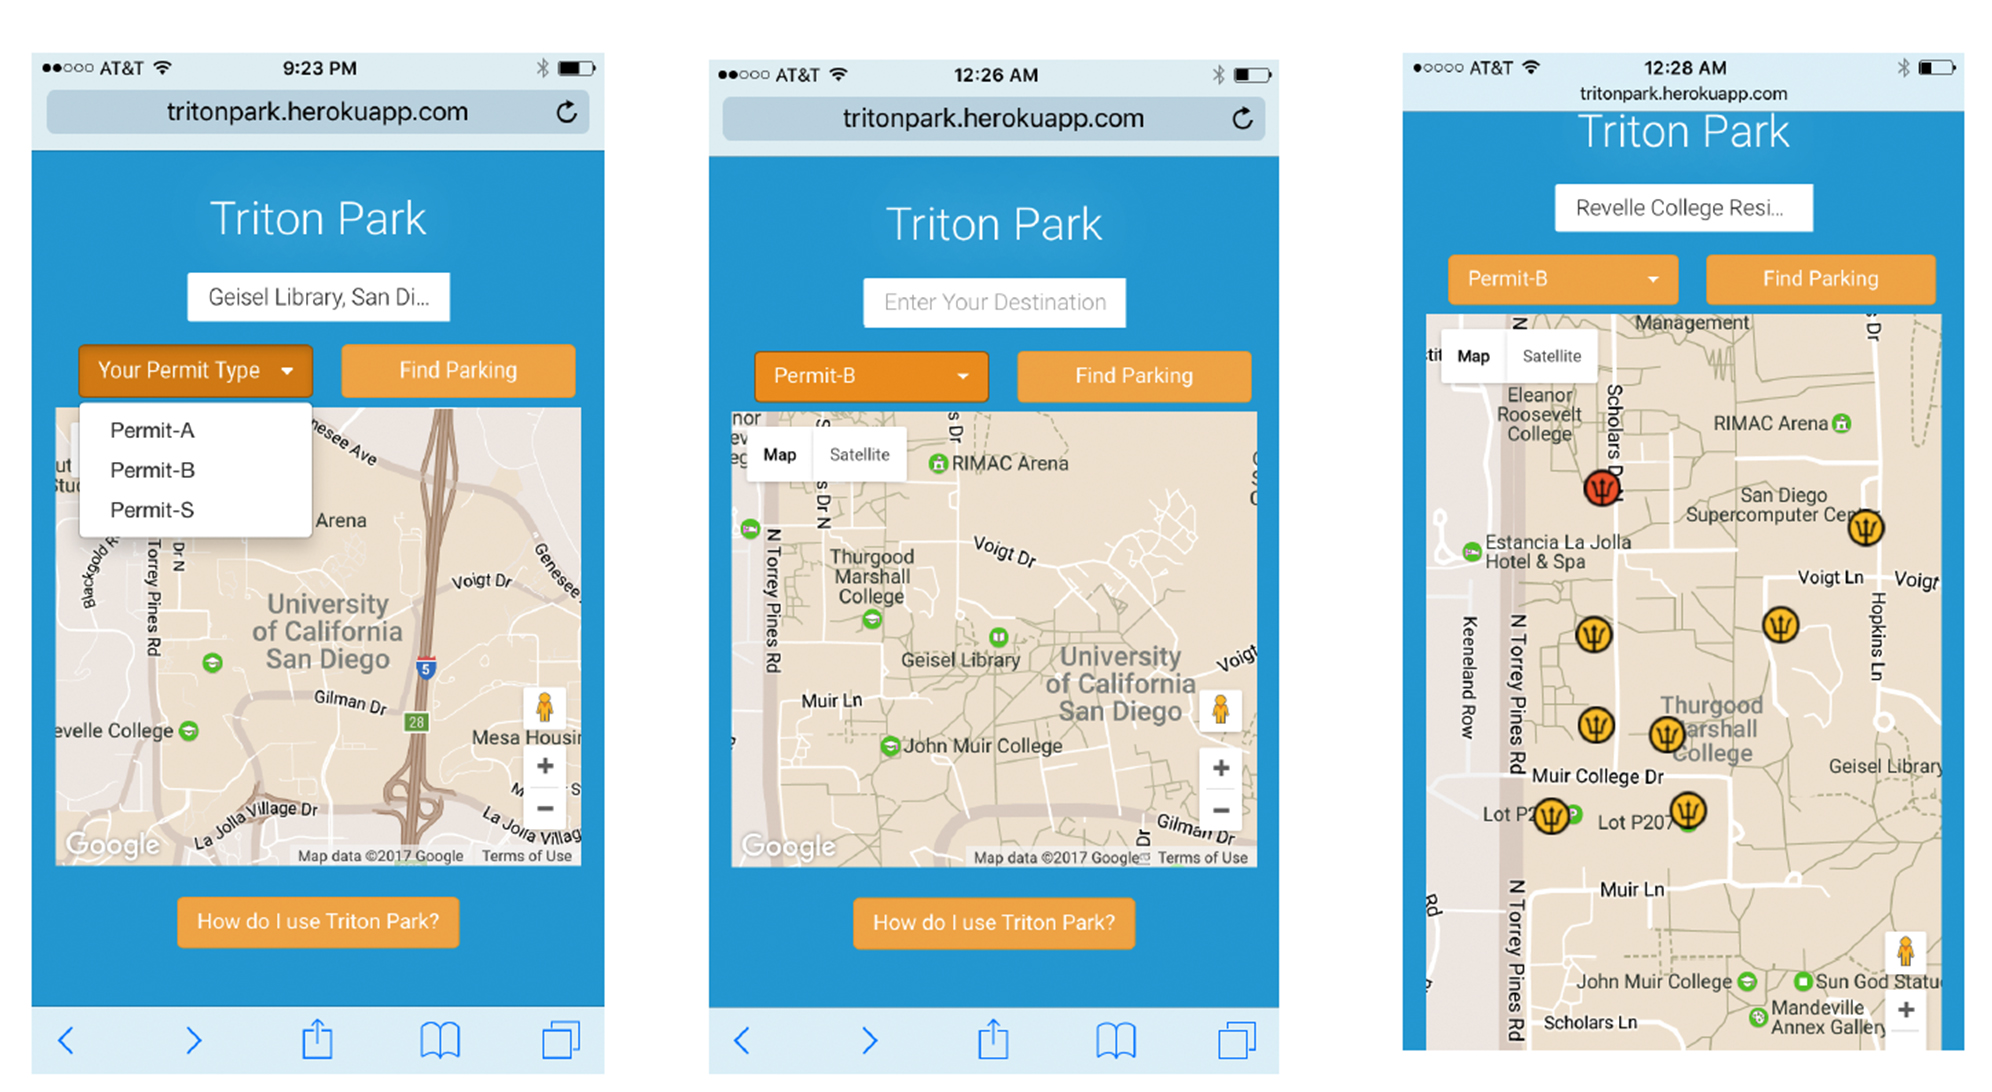 AT&T
9:23 PM
tritonpark.herokuapp.com
Triton Park
Geisel Library, San Di...
Your Permit Type
Find Parking
Permit-A
Permit-B
Permit-S
nesee Ave
ut
Stu
Arena
Blackgold R
Torrey Pines Rd
Dr N
Voigt Dr
Genesee
University
of California
San Diego
5
Gilman Dr
28
evelle College
Mesa Housin
La Jolla Village Dr
La Jolla Villag
Google
Map data ©2017 Google
Terms of Use
How do I use Triton Park?
AT&T
12:26 AM
tritonpark.herokuapp.com
Triton Park
Enter Your Destination
Permit-B
Find Parking
nor
Map
Satellite
s Dr
RIMAC Arena
s Dr N
N Torrey Pines Rd
Thurgood
Marshall
College
Voigt Dr
Geisel Library
University
of California
San Diego
Voigt
Muir Ln
John Muir College
Gilman Dr
Dr
Google
Map data ©2017 Google
Terms of Use
How do I use Triton Park?
AT&T
12:28 AM
tritonpark.herokuapp.com
Triton Park
Revelle College Resi...
Permit-B
Find Parking
N
Management
s Dr
tit
Map
Satellite
Eleanor
Roosevelt
College
Scholars D
N
RIMAC Arena
San Diego
Supercomputer Cen
Estancia La Jolla
Hotel & Spa
Voigt Ln
Voigt
Keeneland Row
N Torrey Pines Rd
Hopkins Ln
Thurgood
arshall
College
Muir College Dr
Geisel Library
Lot P2
Lot P207
Muir Ln
Rd
N Torrey Pines Rd
John Muir College
Sun God Statu
Mandeville
Annex Gallery
Scholars Ln